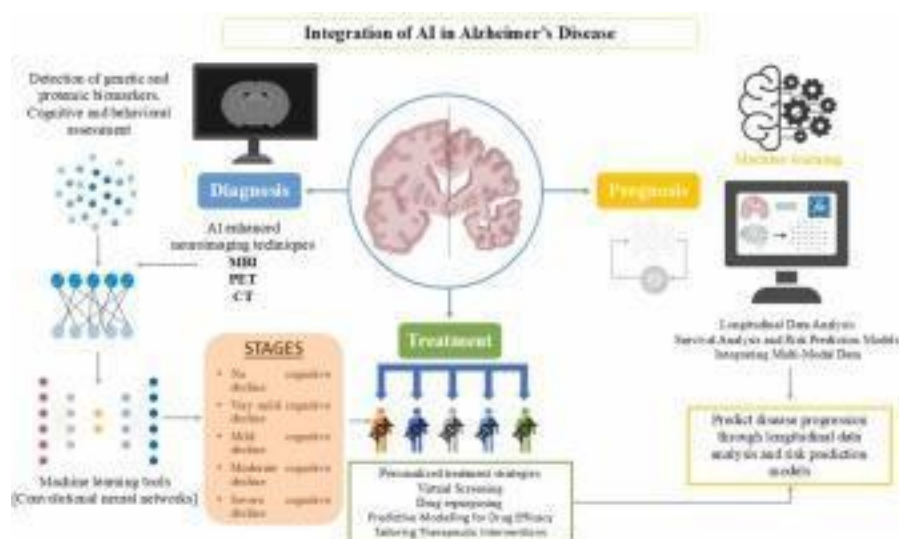 Integration of AI in Alzheimer's Disease
Detection of genetic and
proteomic biomarkers.
Cognitive and behavioral
assessment
Diagnosis
AI enhanced
neuroimaging techniques
MRI
PET
CT
Machine learning tools
(Convolutional neural networks)
STAGES
• No cognitive
decline
• Very mild cognitive
decline
• Mild cognitive
decline
• Moderate cognitive
decline
• Severe cognitive
decline
Treatment
Personalized treatment strategies
Virtual Screening
Drug repurposing
Predictive Modelling for Drug Efficacy
Tailoring Therapeutic Interventions
Prognosis
Machine learning
Longitudinal Data Analysis
Survival Analysis and Risk Prediction Models
Integrating Multi-Modal Data
Predict disease progression
through longitudinal data
analysis and risk prediction
models